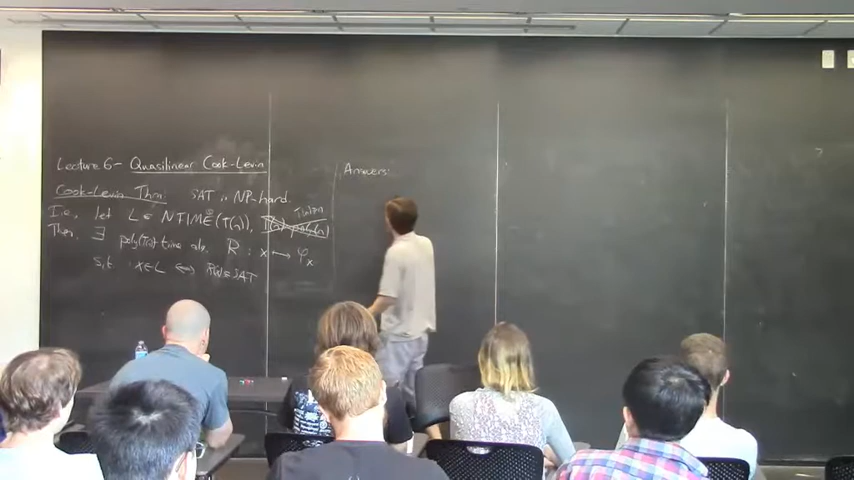 Lecture 6- Quasilinear Cook-Levin
Cook-Levin Thm: SAT is NP-hard.
I.e. let L ∈ NTIME(T(n)),
Then, ∃ poly(T(n)) time alg. R : x ↦ φx
s,t x∈L ⟺ R(x)∈SAT
Answers: